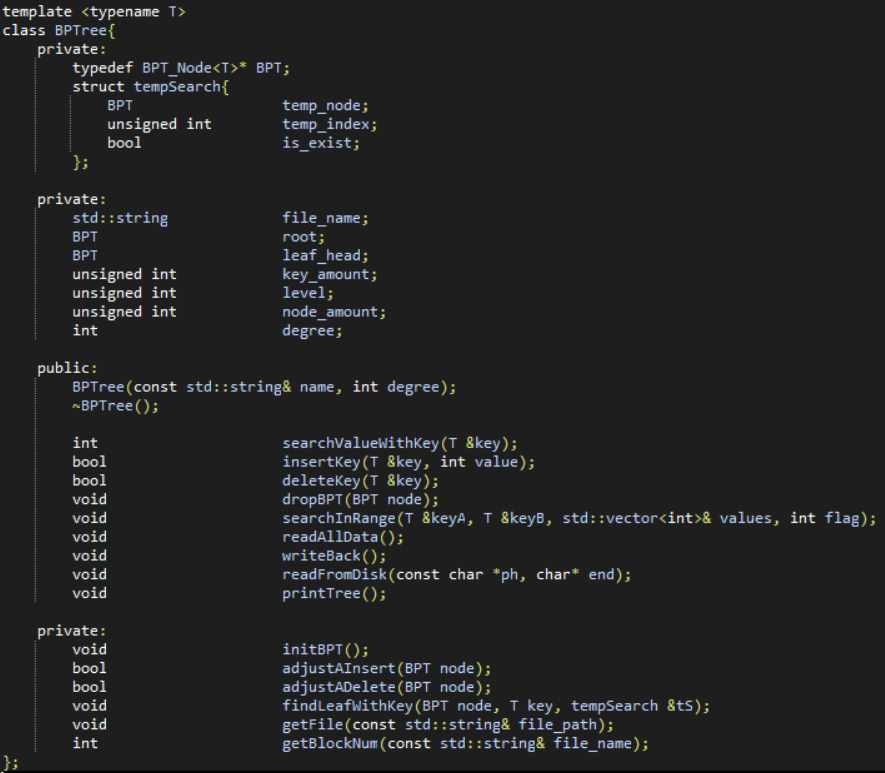 template <typename T>
class BPTree{
    private:
        typedef BPT_Node<T>* BPT;
        struct tempSearch{
            BPT                 temp_node;
            unsigned int        temp_index;
            bool                is_exist;
        };

    private:
        std::string             file_name;
        BPT                     root;
        BPT                     leaf_head;
        unsigned int            key_amount;
        unsigned int            level;
        unsigned int            node_amount;
        int                     degree;

    public:
        BPTree(const std::string& name, int degree);
        ~BPTree();

        int                     searchValueWithKey(T &key);
        bool                    insertKey(T &key, int value);
        bool                    deleteKey(T &key);
        void                    dropBPT(BPT node);
        void                    searchInRange(T &keyA, T &keyB, std::vector<int>& values, int flag);
        void                    readAllData();
        void                    writeBack();
        void                    readFromDisk(const char *ph, char* end);
        void                    printTree();

    private:
        void                    initBPT();
        bool                    adjustAInsert(BPT node);
        bool                    adjustADelete(BPT node);
        void                    findLeafWithKey(BPT node, T key, tempSearch &tS);
        void                    getFile(const std::string& file_path);
        int                     getBlockNum(const std::string& file_name);
};